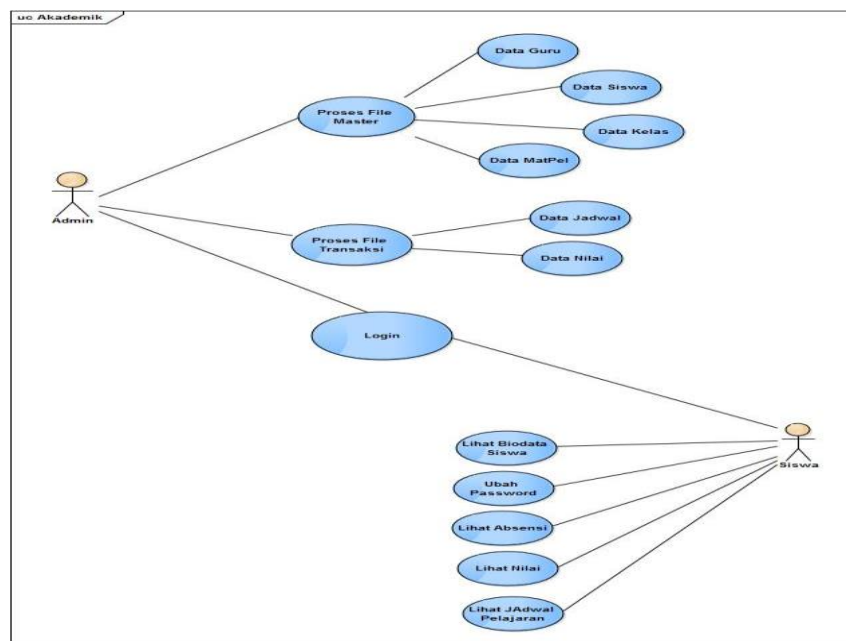 uc Akademik
Data Guru
Data Siswa
Proses File
Master
Data Kelas
Data MatPel
Admin
Data Jadwal
Proses File
Transaksi
Data Nilai
Login
Lihat Biodata
Siswa
Siswa
Ubah
Password
Lihat Absensi
Lihat Nilai
Lihat JAdwal
Pelajaran